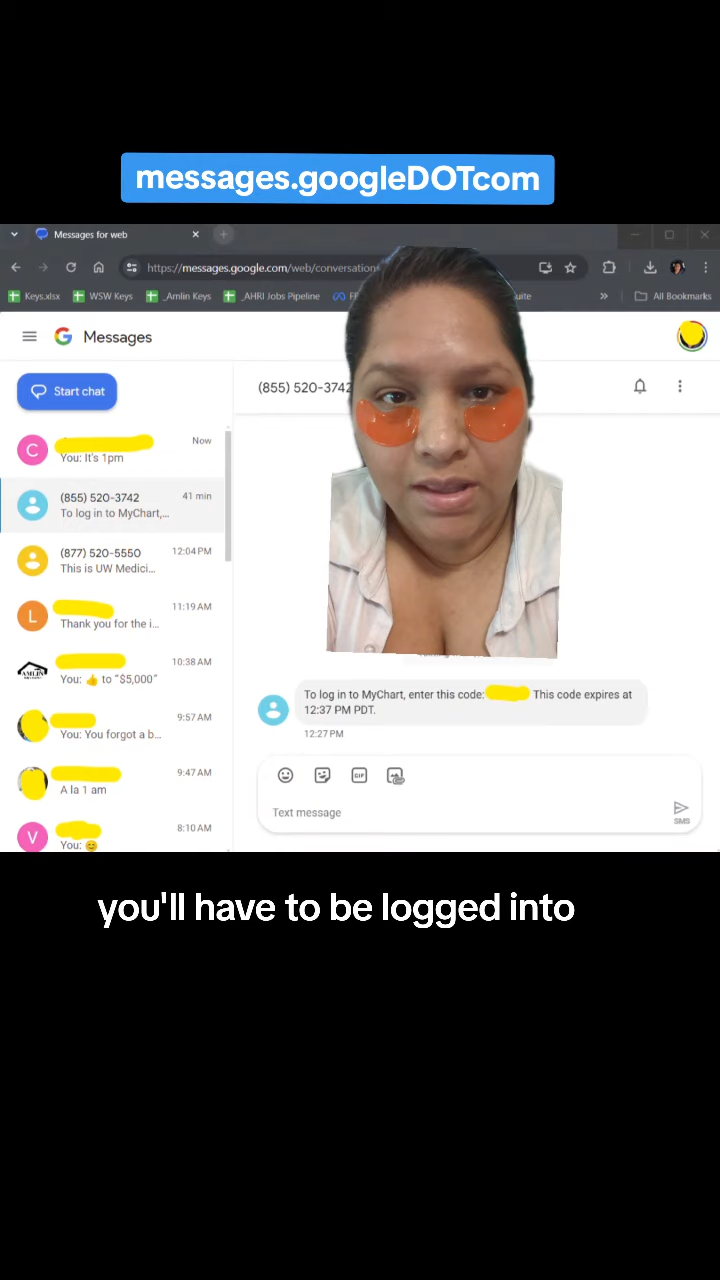 messages.googleDOTcom
Messages for web
https://messages.google.com/web/conversation
Keys.xlsx
WSW Keys
_Amlin Keys
_AHRI Jobs Pipeline
uite
»
All Bookmarks
Messages
Start chat
(855) 520-3742
C
Now
You: It's 1pm
(855) 520-3742
41 min
To log in to MyChart,...
(877) 520-5550
12:04 PM
This is UW Medici...
L
11:19 AM
Thank you for the i...
AMLIN
10:38 AM
You: 👍 to “$5,000”
9:57 AM
You: You forgot a b...
9:47 AM
A la 1 am
V
8:10 AM
You: 😊
To log in to MyChart, enter this code: This code expires at
12:37 PM PDT.
12:27 PM
GIF
Text message
SMS
you'll have to be logged into